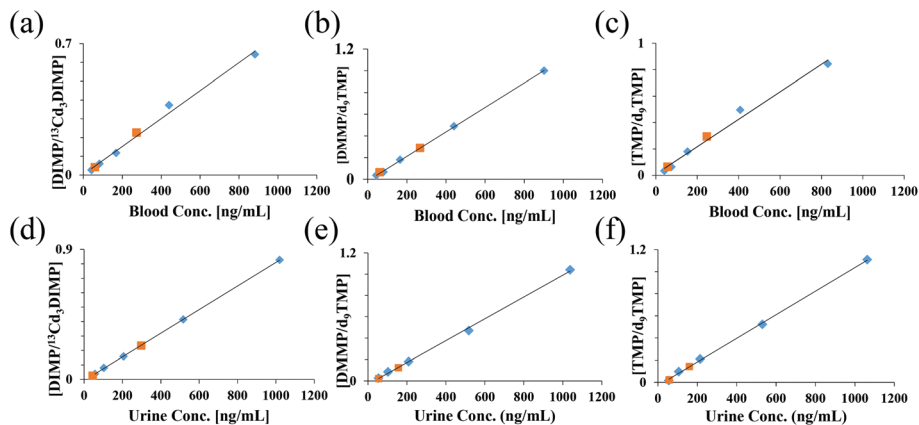 (a)
0.7
0
[DIMP/¹³Cd₃DIMP]
0 200 400 600 800 1000 1200
Blood Conc. [ng/mL]
(b)
1.2
0
[DMMP/d₉TMP]
0 200 400 600 800 1000 1200
Blood Conc. [ng/mL]
(c)
1
0
[TMP/d₉TMP]
0 200 400 600 800 1000 1200
Blood Conc. [ng/mL]
(d)
0.9
0
[DIMP/¹³Cd₃DIMP]
0 200 400 600 800 1000 1200
Urine Conc. [ng/mL]
(e)
1.2
0
[DMMP/d₉TMP]
0 200 400 600 800 1000 1200
Urine Conc. (ng/mL)
(f)
1.2
0
[TMP/d₉TMP]
0 200 400 600 800 1000 1200
Urine Conc. (ng/mL)